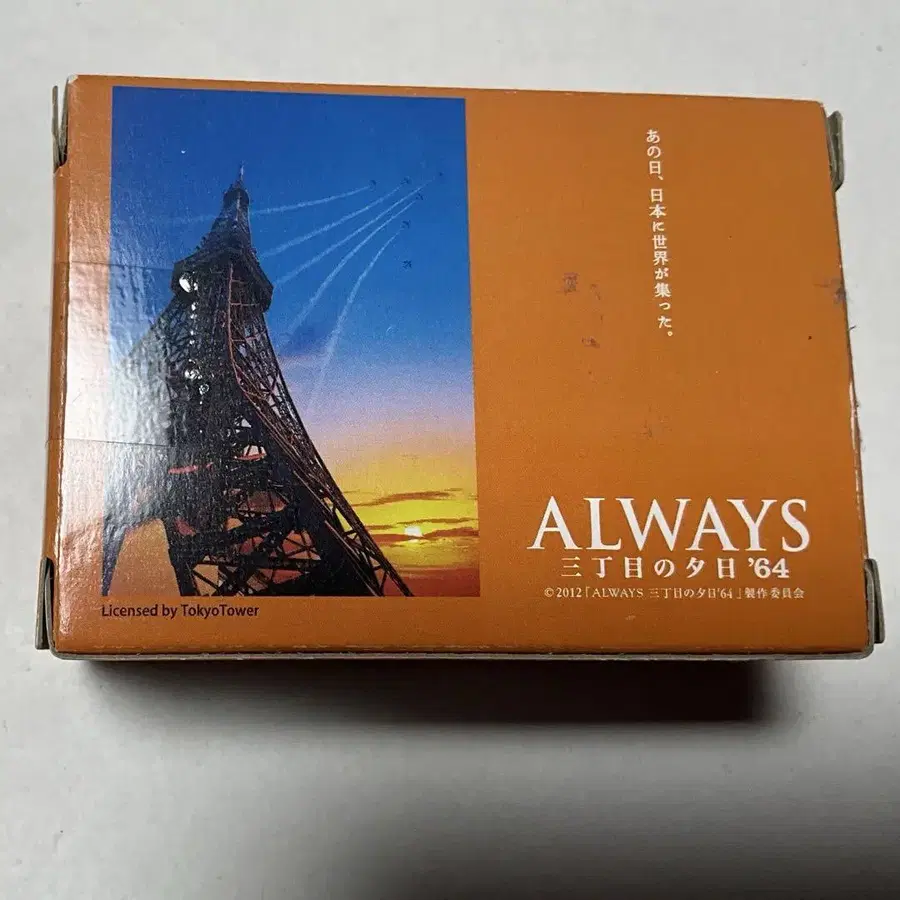 あの日、日本に世界が集った。
ALWAYS
三丁目の夕日'64
©2012「ALWAYS 三丁目の夕日'64」製作委員会
Licensed by TokyoTower